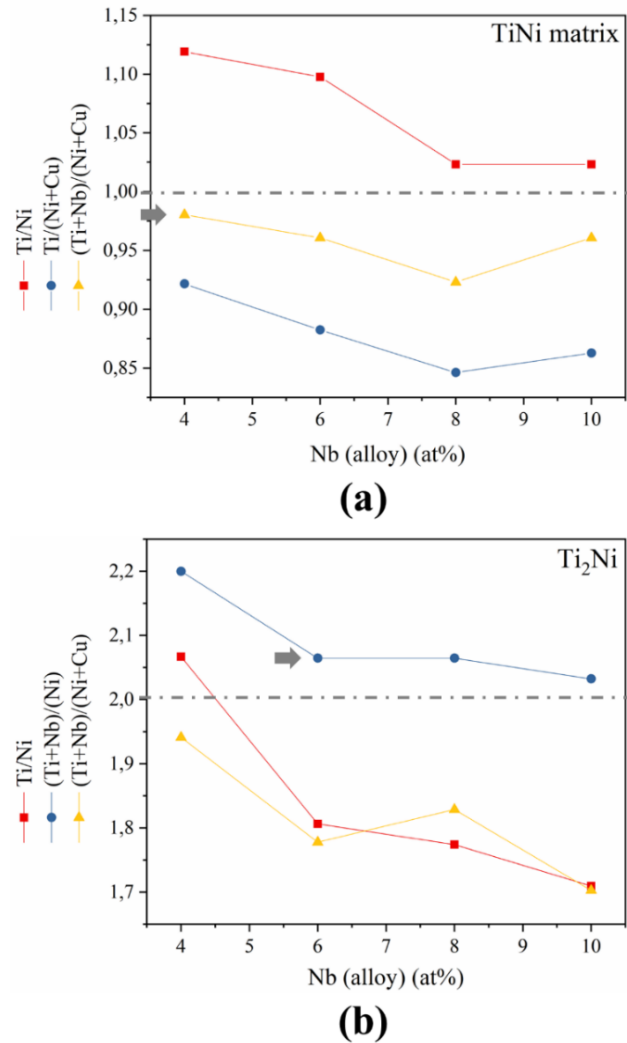 TiNi matrix
1,15
1,10
1,05
1,00
0,95
0,90
0,85
Ti/Ni
Ti/(Ni+Cu)
(Ti+Nb)/(Ni+Cu)
4 5 6 7 8 9 10
Nb (alloy) (at%)
(a)
Ti₂Ni
2,2
2,1
2,0
1,9
1,8
1,7
Ti/Ni
(Ti+Nb)/(Ni)
(Ti+Nb)/(Ni+Cu)
4 5 6 7 8 9 10
Nb (alloy) (at%)
(b)